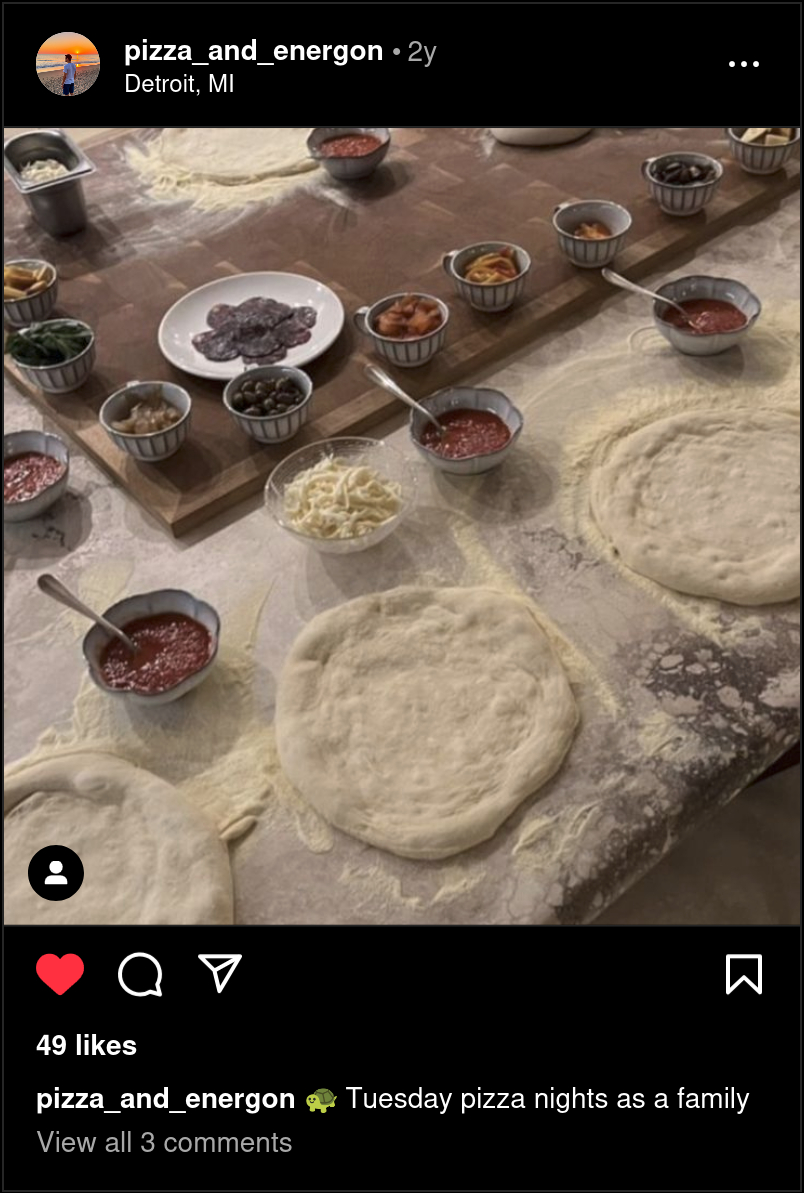 pizza_and_energon • 2y
Detroit, MI
49 likes
pizza_and_energon 🐢 Tuesday pizza nights as a family
View all 3 comments